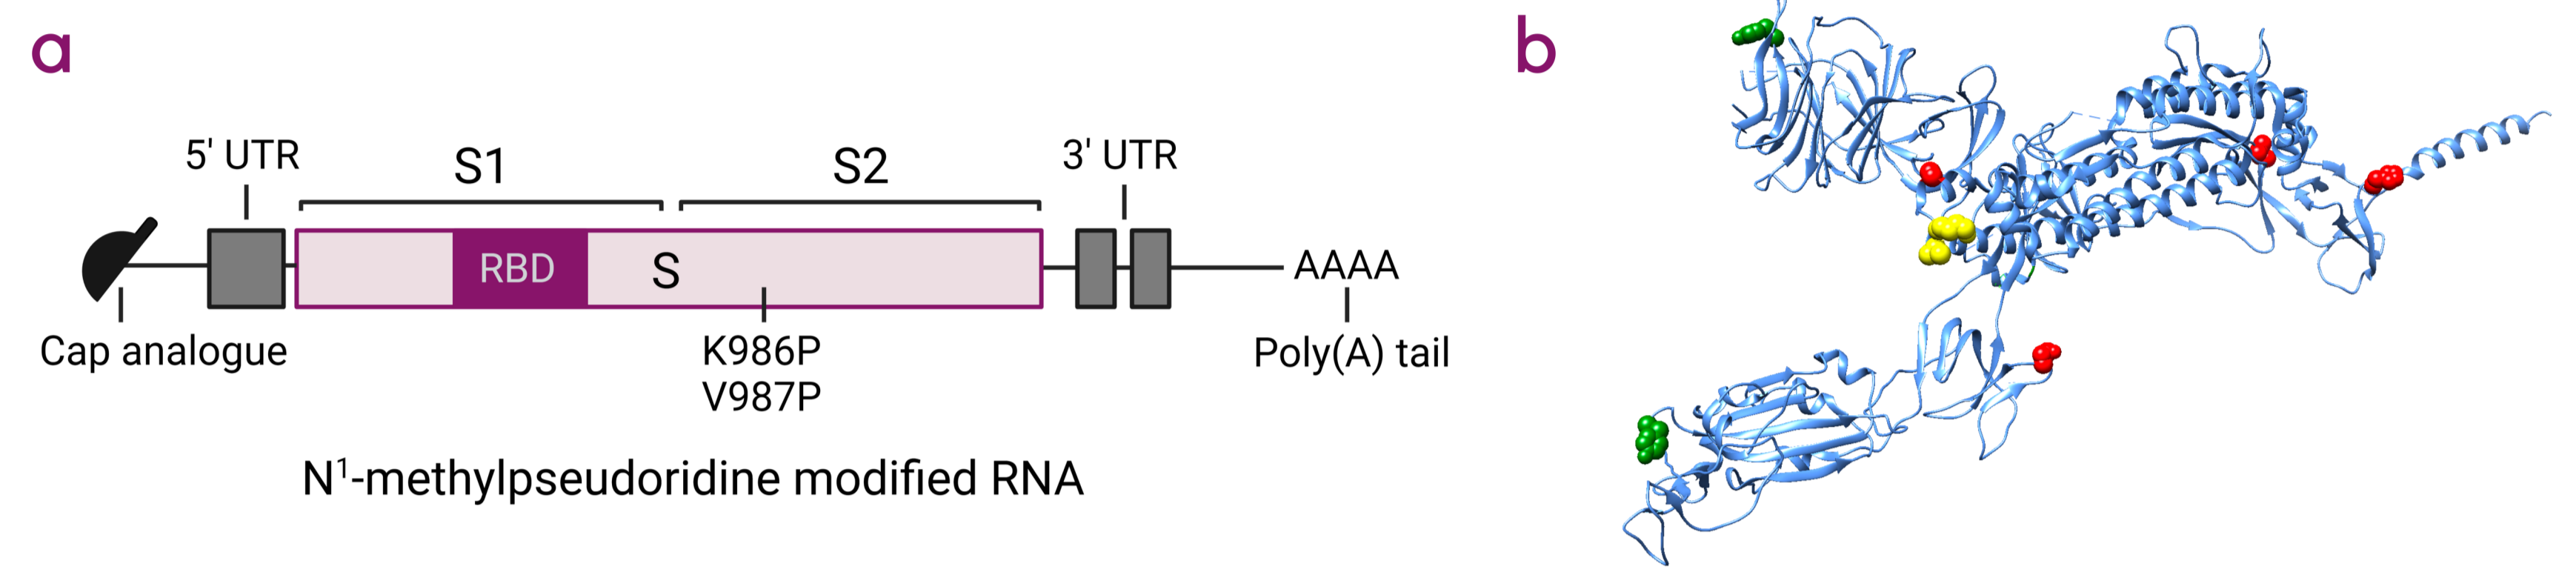 a
b
5' UTR
S1
S2
3' UTR
RBD
S
AAAA
Cap analogue
K986P
V987P
Poly(A) tail
N¹-methylpseudoridine modified RNA